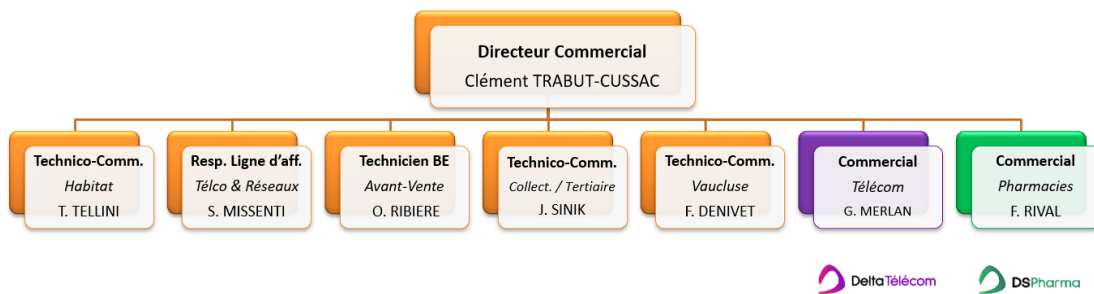 Directeur Commercial
Clément TRABUT-CUSSAC
Technico-Comm.
Habitat
T. TELLINI
Resp. Ligne d'aff.
Télco & Réseaux
S. MISSENTI
Technicien BE
Avant-Vente
O. RIBIERE
Technico-Comm.
Collect. / Tertiaire
J. SINIK
Technico-Comm.
Vaucluse
F. DENIVET
Commercial
Télécom
G. MERLAN
Commercial
Pharmacies
F. RIVAL
DeltaTélécom
DSPharma